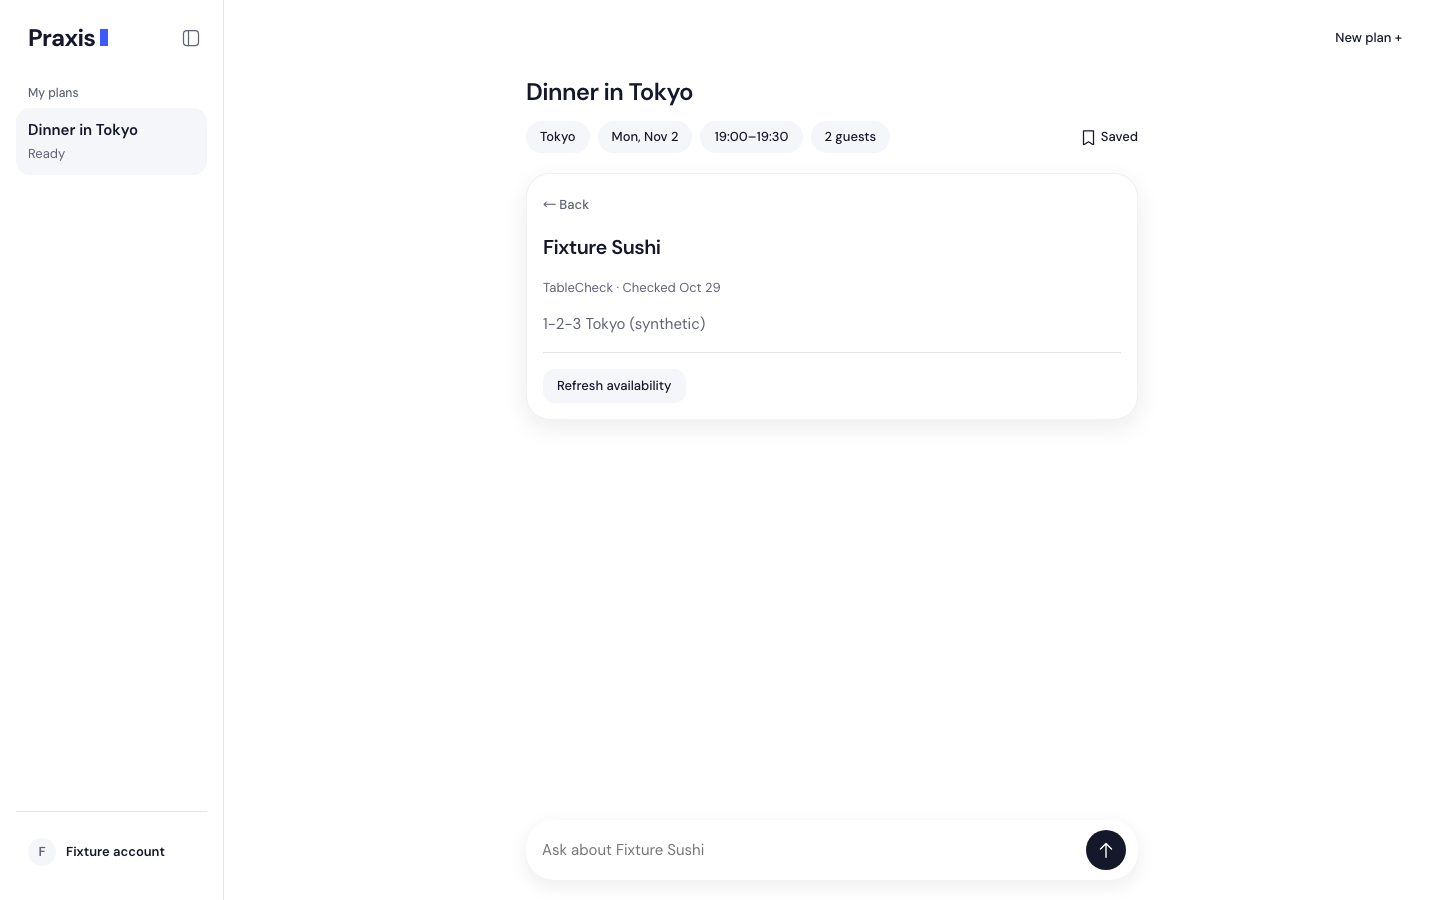 Praxis
New plan +
My plans
Dinner in Tokyo
Ready
Dinner in Tokyo
Tokyo
Mon, Nov 2
19:00–19:30
2 guests
Saved
← Back
Fixture Sushi
TableCheck · Checked Oct 29
1-2-3 Tokyo (synthetic)
Refresh availability
Ask about Fixture Sushi
F
Fixture account